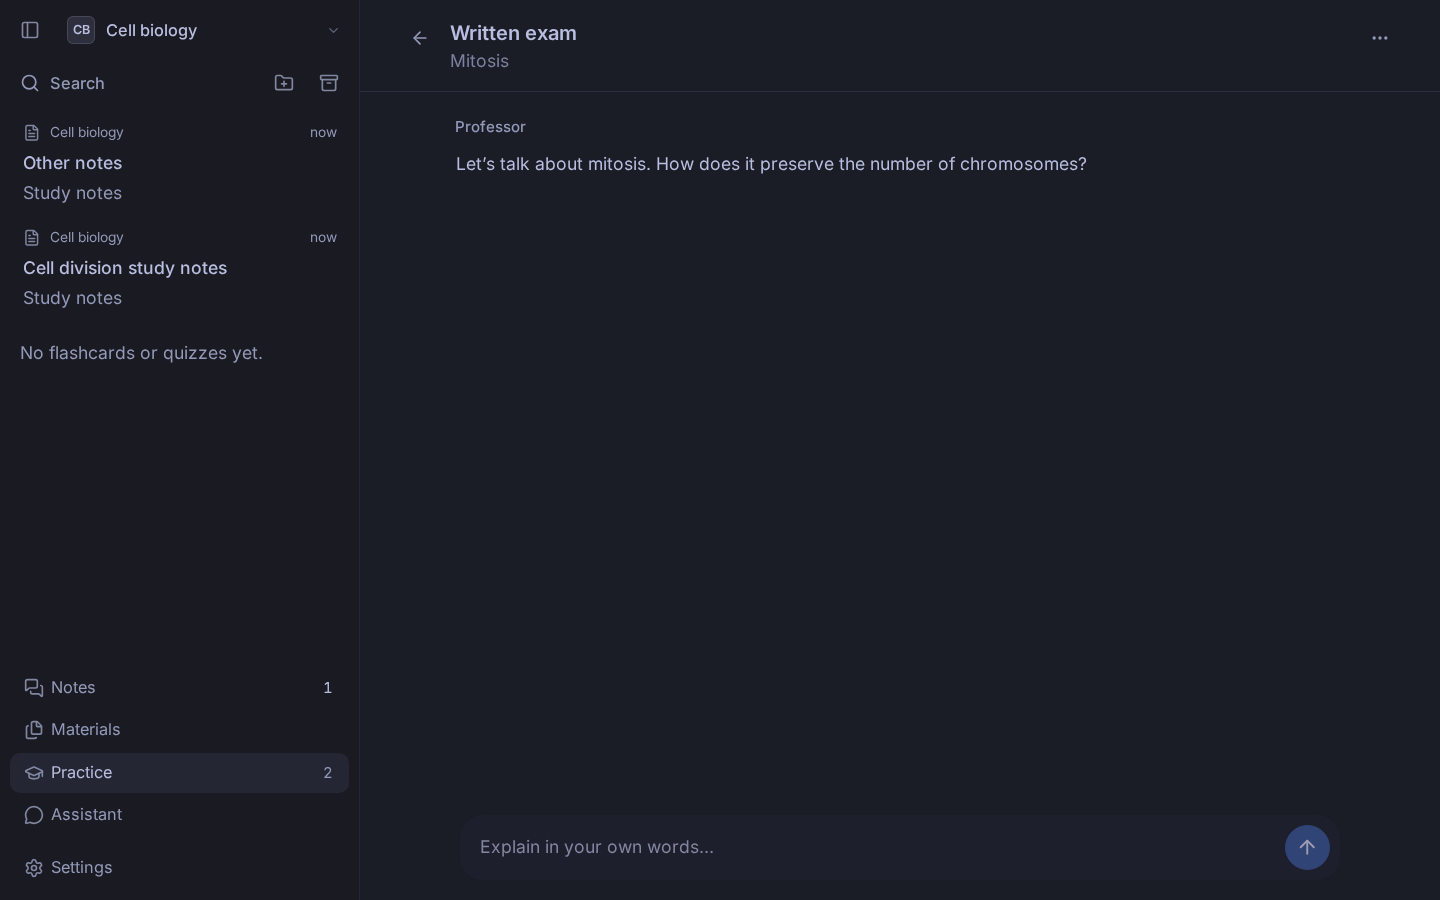 CB Cell biology
Search
Cell biology now
Other notes
Study notes
Cell biology now
Cell division study notes
Study notes
No flashcards or quizzes yet.
Notes 1
Materials
Practice 2
Assistant
Settings
Written exam
Mitosis
Professor
Let’s talk about mitosis. How does it preserve the number of chromosomes?
Explain in your own words...